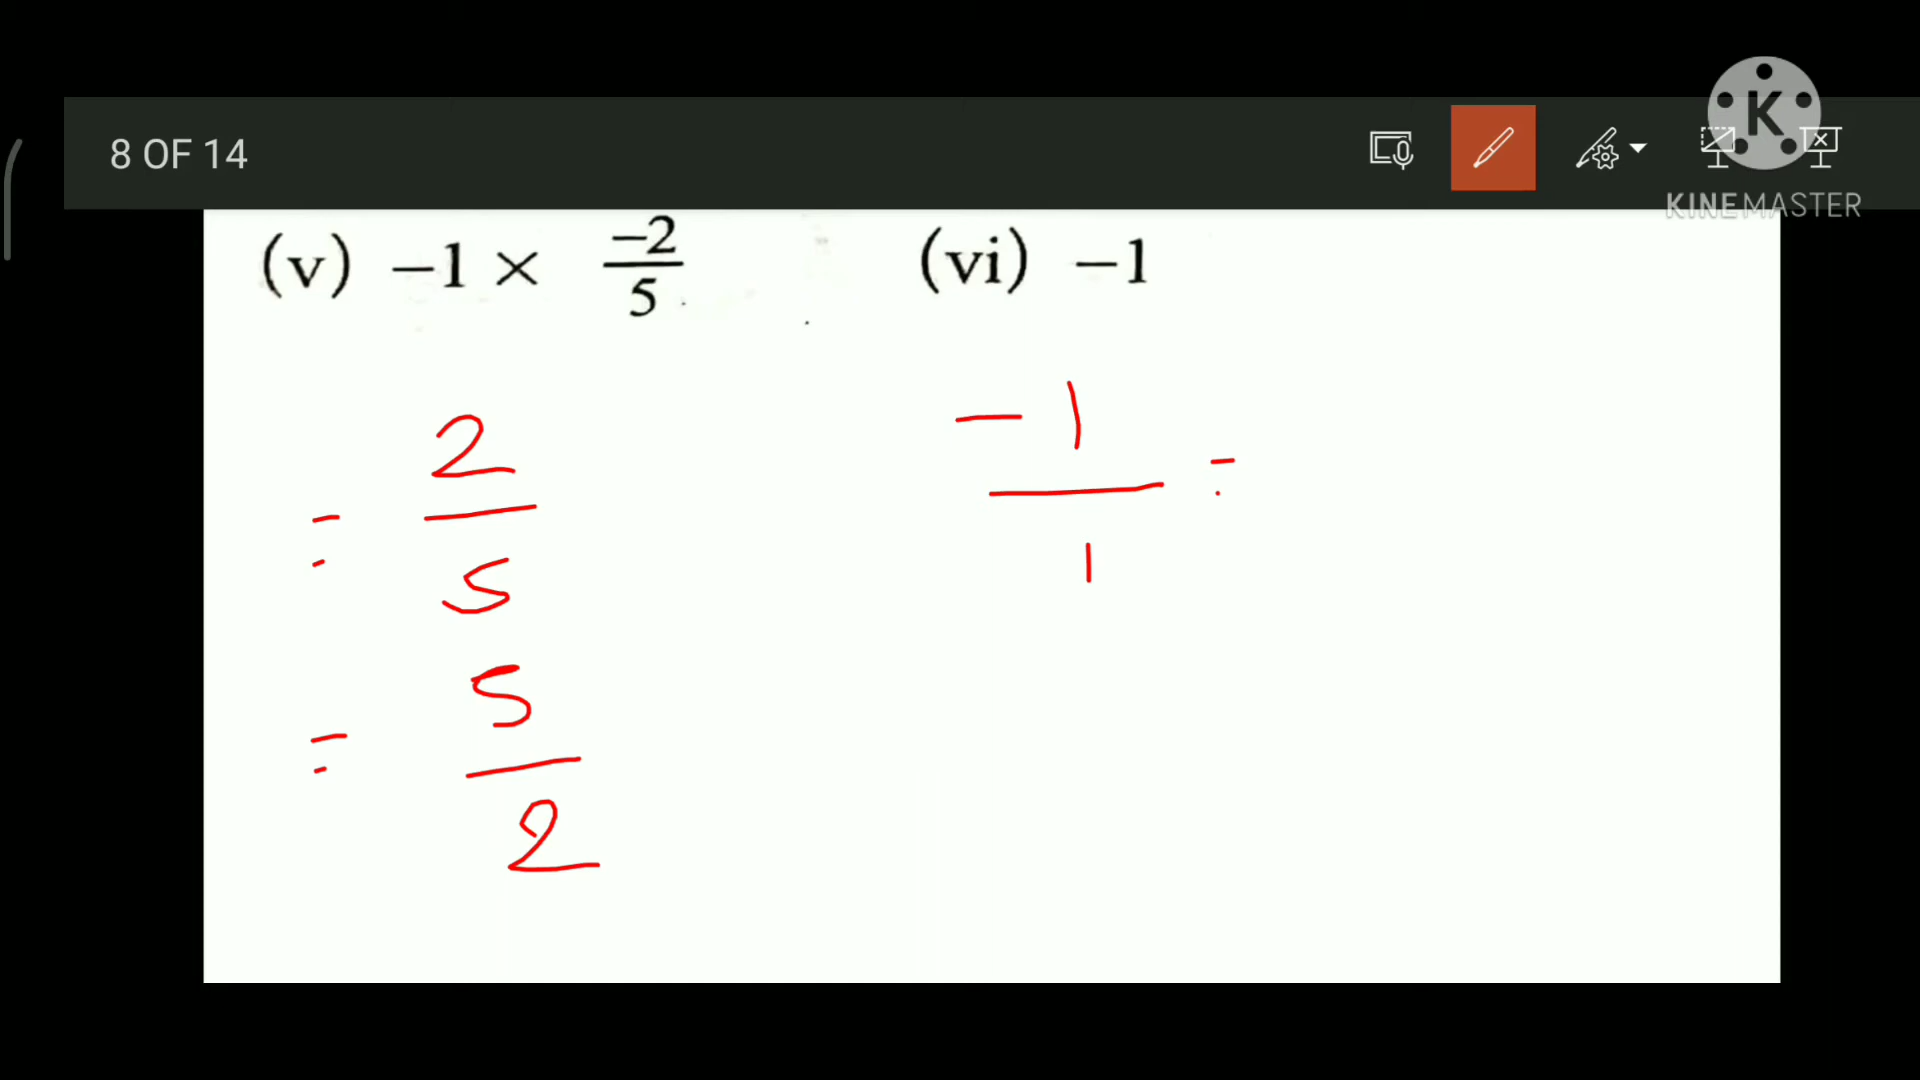 8 OF 14
K
KINEMASTER
(v) −1 × −2/5
(vi) −1
= 2/5
= 5/2
−1/1 =